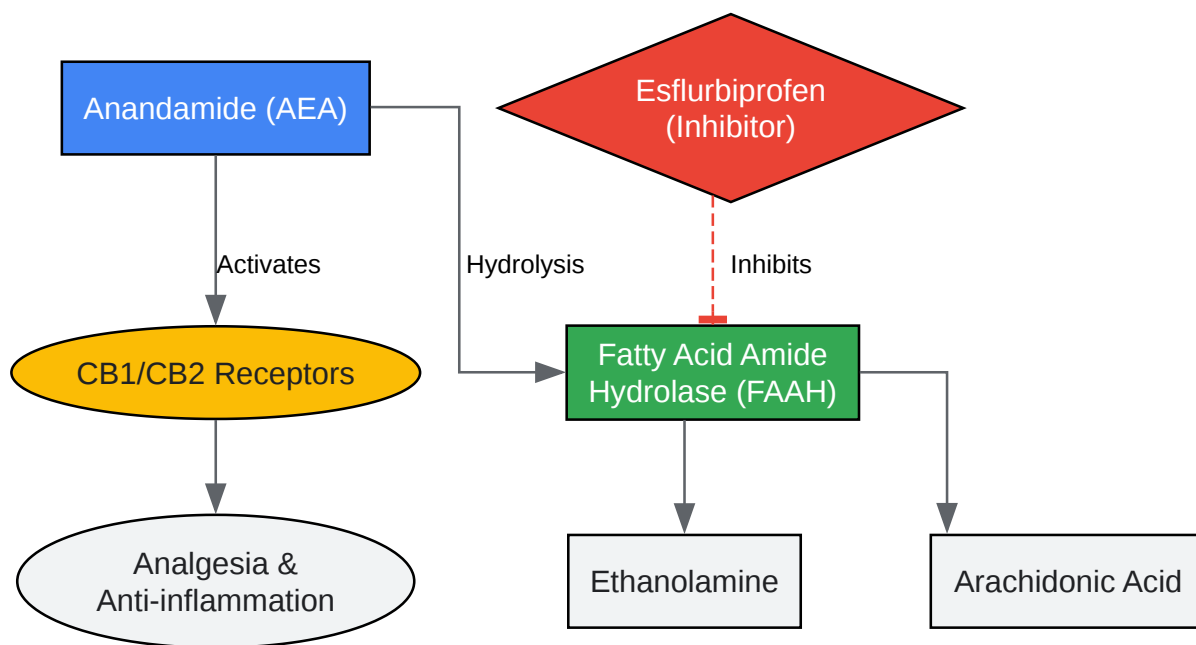 Anandamide (AEA)
Esflurbiprofen
(Inhibitor)
Activates
Hydrolysis
Inhibits
CB1/CB2 Receptors
Fatty Acid Amide
Hydrolase (FAAH)
Analgesia &
Anti-inflammation
Ethanolamine
Arachidonic Acid